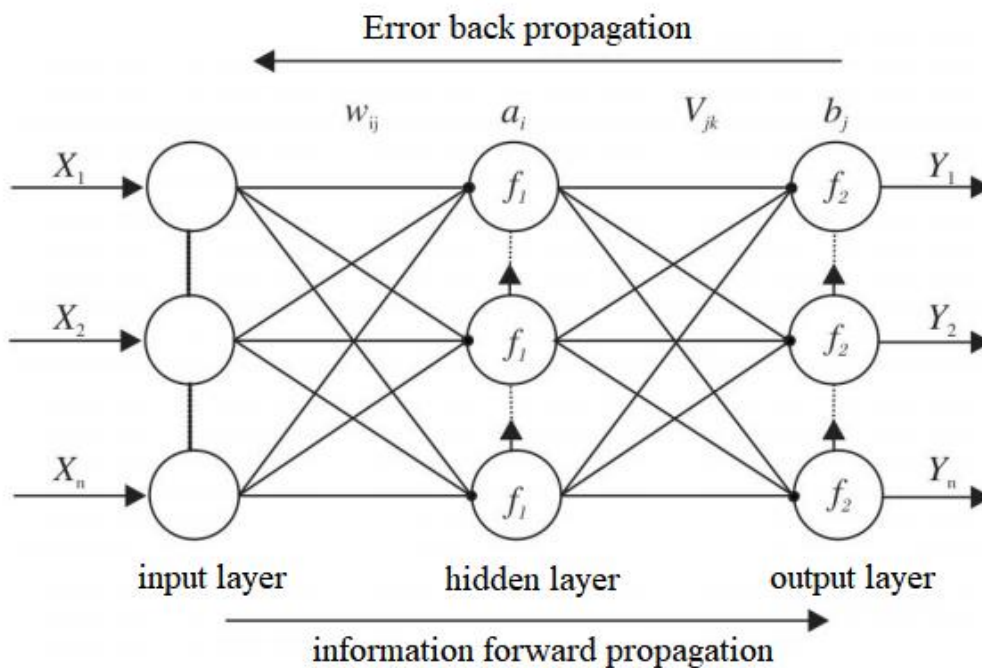 Error back propagation
w_ij a_i V_jk b_j
X_1 f_1 f_2 Y_1
X_2 f_1 f_2 Y_2
X_n f_1 f_2 Y_n
input layer hidden layer output layer
information forward propagation